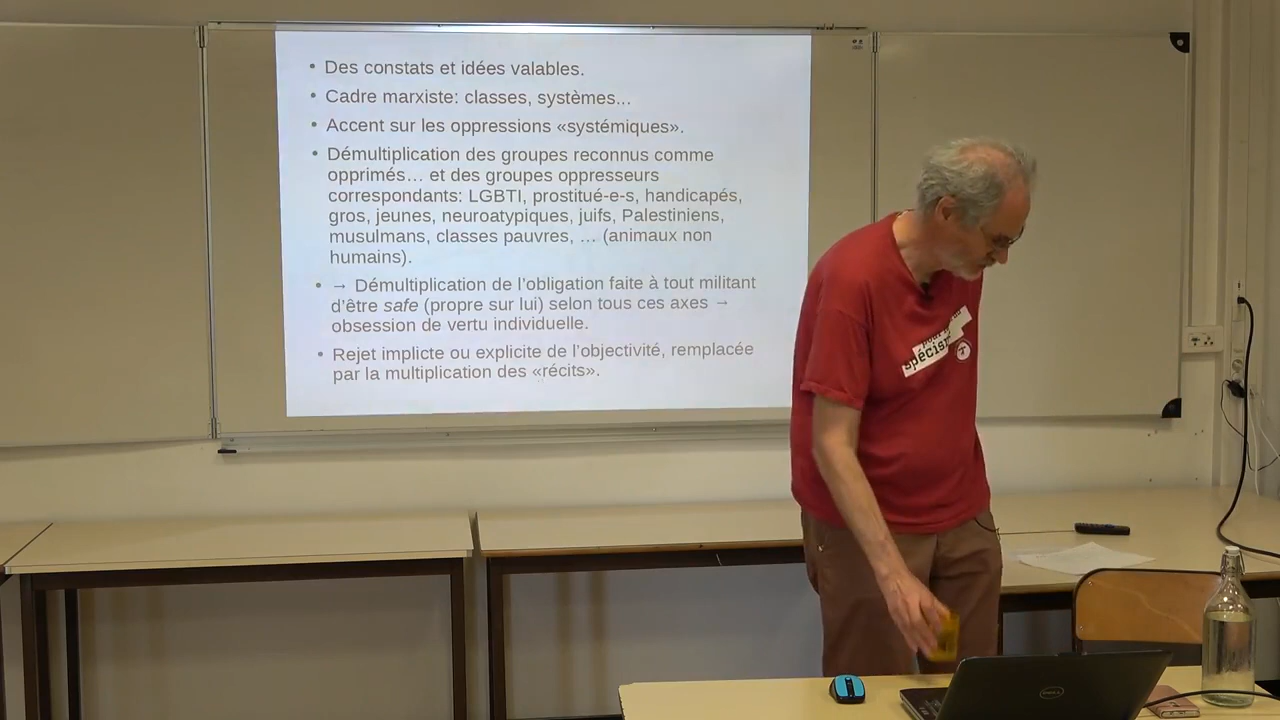 • Des constats et idées valables.
• Cadre marxiste: classes, systèmes...
• Accent sur les oppressions «systémiques».
• Démultiplication des groupes reconnus comme
opprimés… et des groupes oppresseurs
correspondants: LGBTI, prostitué-e-s, handicapés,
gros, jeunes, neuroatypiques, juifs, Palestiniens,
musulmans, classes pauvres, … (animaux non
humains).
• → Démultiplication de l’obligation faite à tout militant
d’être safe (propre sur lui) selon tous ces axes →
obsession de vertu individuelle.
• Rejet implicite ou explicite de l’objectivité, remplacée
par la multiplication des «récits».
DELL